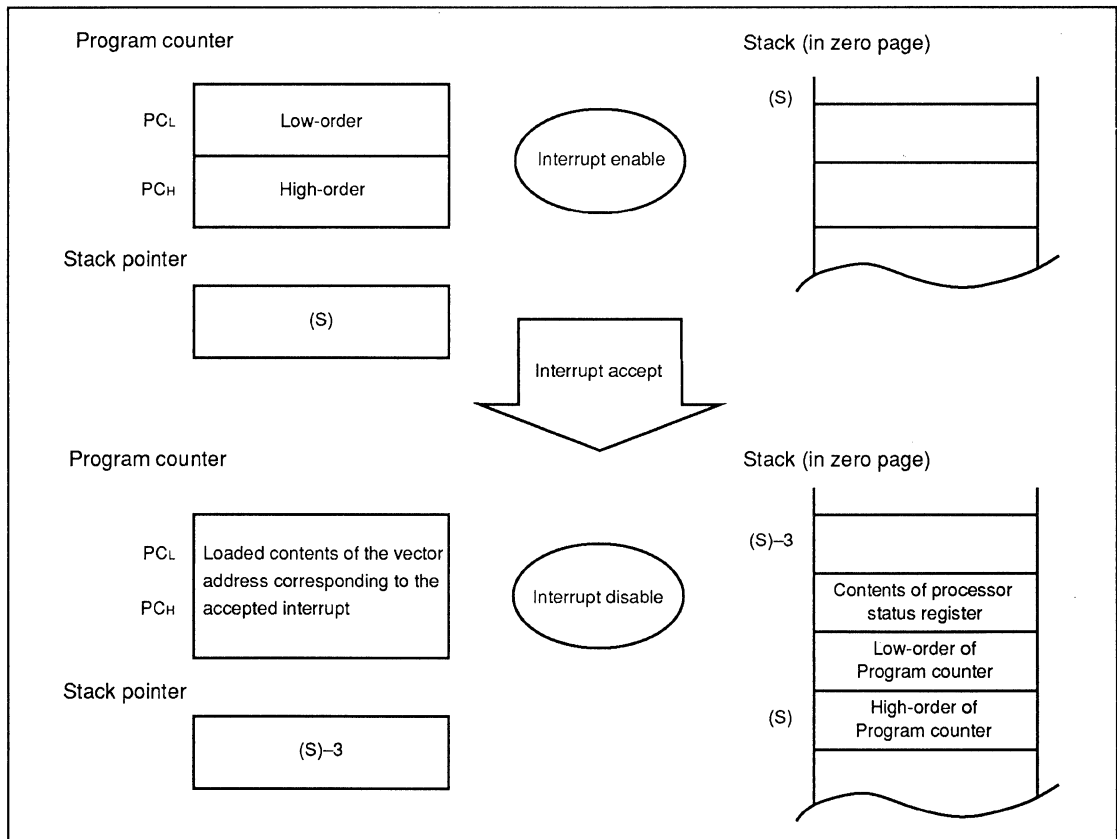 Program counter
Stack (in zero page)
(S)
PCL
Low-order
Interrupt enable
PCH
High-order
Stack pointer
(S)
Interrupt accept
Program counter
Stack (in zero page)
PCL
Loaded contents of the vector
address corresponding to the
accepted interrupt
PCH
Interrupt disable
(S)–3
Contents of processor
status register
Low-order of
Program counter
Stack pointer
(S)
High-order of
Program counter
(S)–3